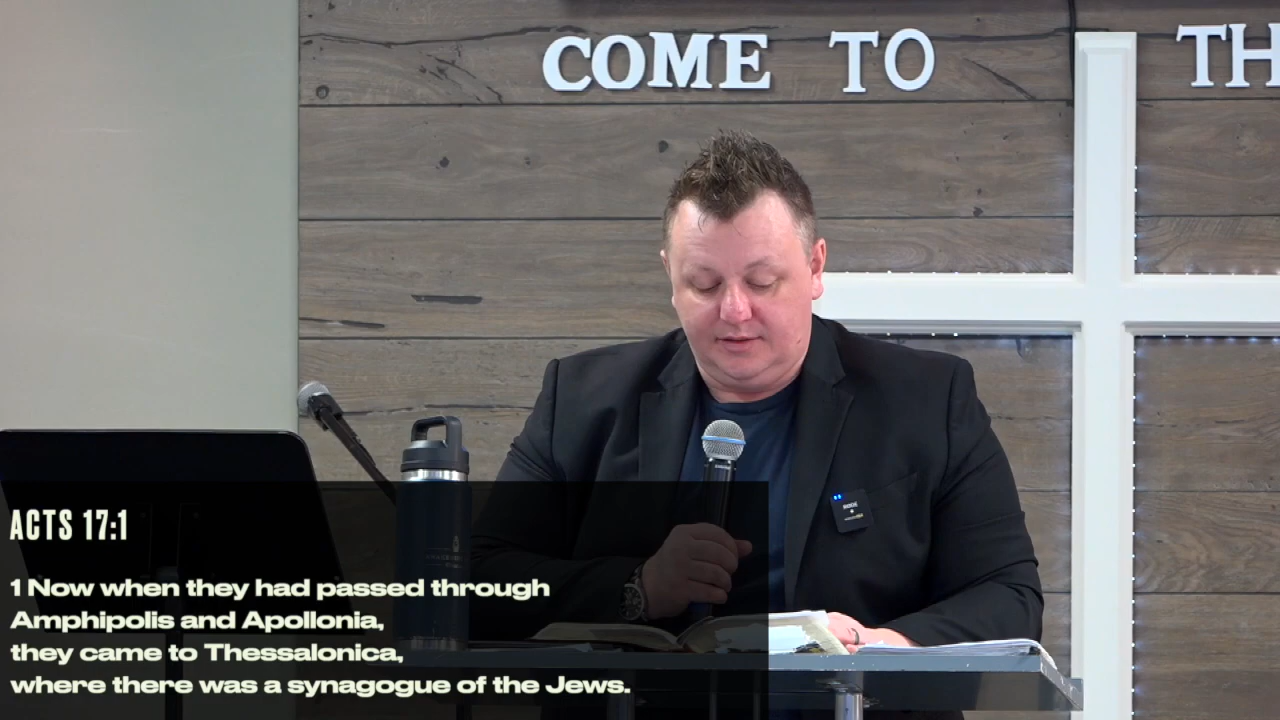 COME TO TH
ACTS 17:1
1 Now when they had passed through
Amphipolis and Apollonia,
they came to Thessalonica,
where there was a synagogue of the Jews.